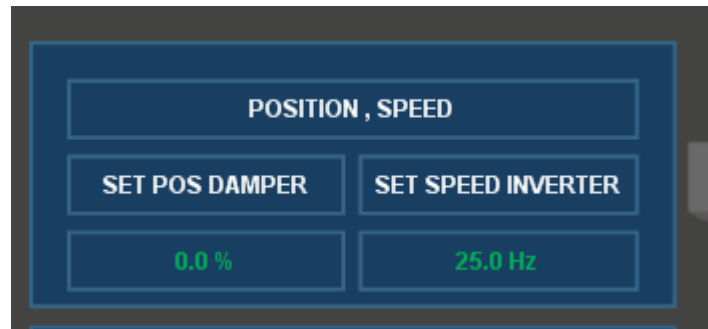 POSITION , SPEED
SET POS DAMPER SET SPEED INVERTER
0.0 % 25.0 Hz